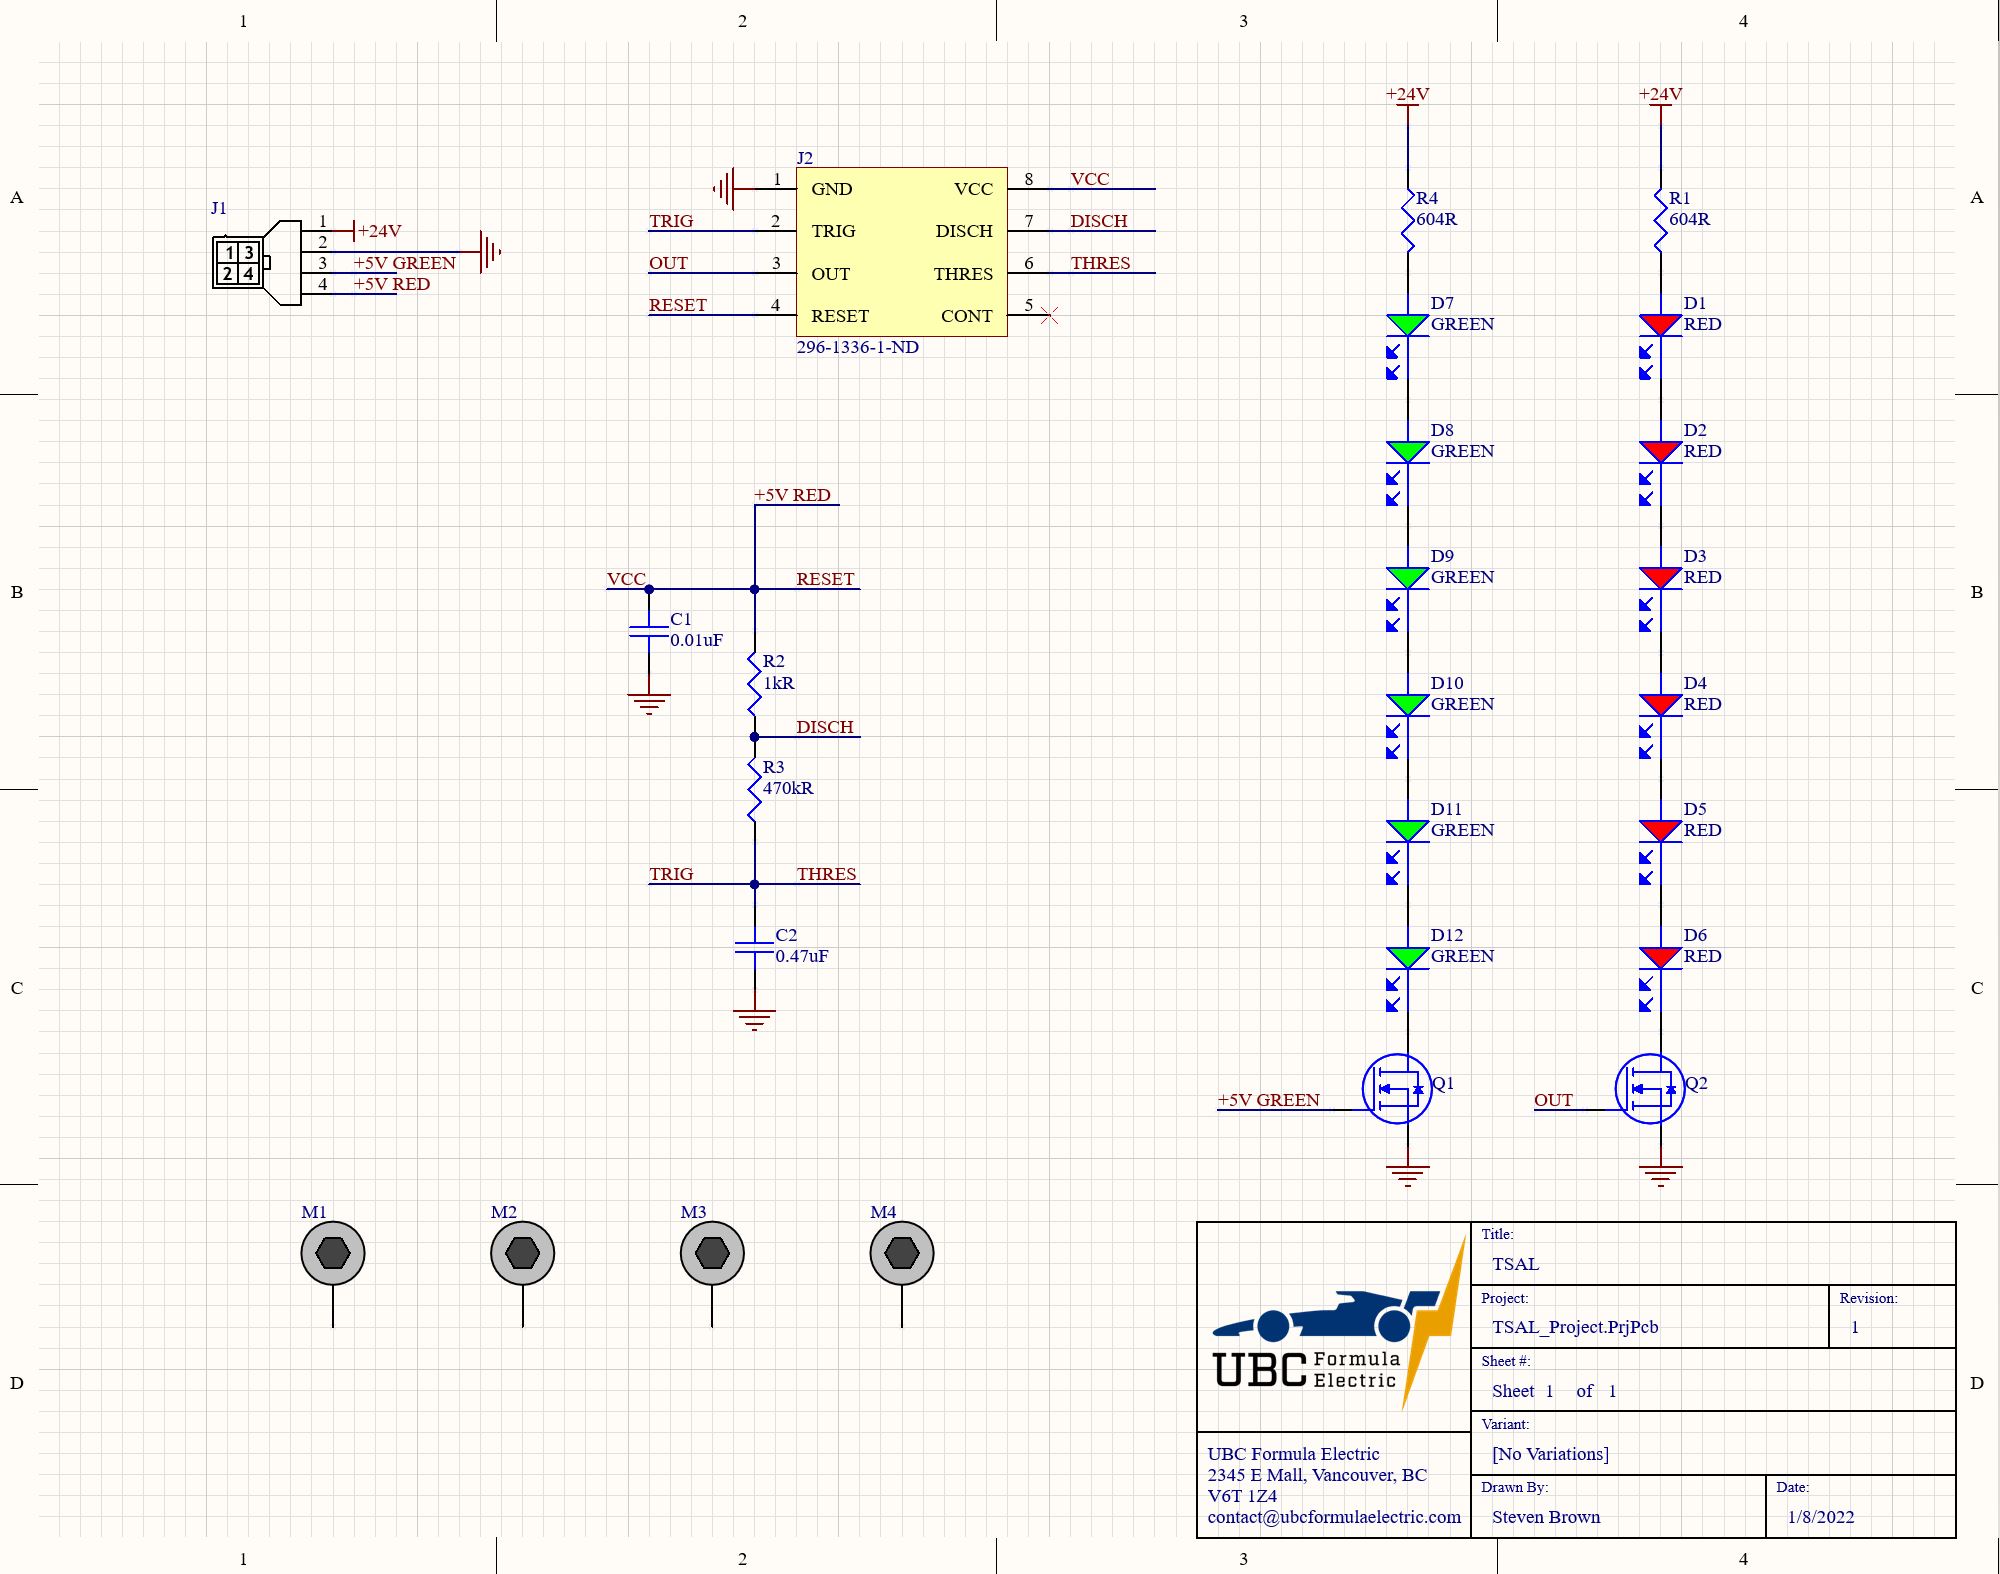 1 2 3 4
A
J1
1 3
2 4
1 +24V
2
3 +5V GREEN
4 +5V RED
J2
1 GND VCC 8 VCC
TRIG 2 TRIG DISCH 7 DISCH
OUT 3 OUT THRES 6 THRES
RESET 4 RESET CONT 5
296-1336-1-ND
+24V
R4
604R
D7
GREEN
D8
GREEN
D9
GREEN
D10
GREEN
D11
GREEN
D12
GREEN
+5V GREEN
Q1
+24V
R1
604R
D1
RED
D2
RED
D3
RED
D4
RED
D5
RED
D6
RED
OUT
Q2
A
B
+5V RED
VCC RESET
C1
0.01uF
R2
1kR
DISCH
R3
470kR
TRIG THRES
C2
0.47uF
B
C
C
M1 M2 M3 M4
D
UBC Formula
Electric
UBC Formula Electric
2345 E Mall, Vancouver, BC
V6T 1Z4
contact@ubcformulaelectric.com
Title:
TSAL
Project:
TSAL_Project.PrjPcb
Revision:
1
Sheet #:
Sheet 1 of 1
Variant:
[No Variations]
Drawn By:
Steven Brown
Date:
1/8/2022
D
1 2 3 4